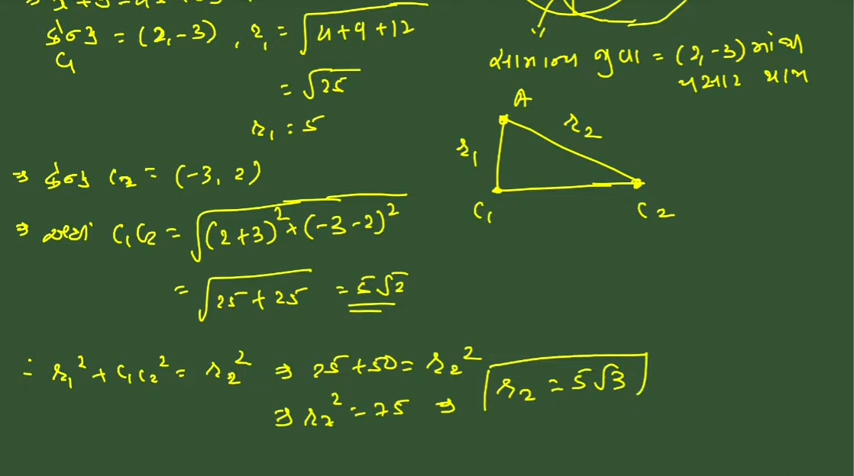 કેન્દ્ર C₁ = (2, -3), r₁ = √(4+9+12)
= √25
r₁ = 5
⇒ કેન્દ્ર C₂ = (-3, 2)
⇒ C₁C₂ = √((2+3)² + (-3-2)²)
= √(25+25) = 5√2
∴ r₁² + C₁C₂² = r₂² ⇒ 25+50 = r₂²
⇒ r₂² = 75 ⇒ r₂ = 5√3
= (2, -3)
A
r₁
r₂
C₁
C₂